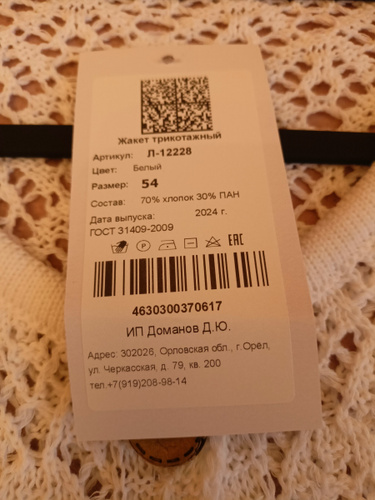 Жакет трикотажный
Артикул: Л-12228
Цвет: Белый
Размер: 54
Состав: 70% хлопок 30% ПАН
Дата выпуска: 2024 г.
ГОСТ 31409-2009
P EAC
4630300370617
ИП Доманов Д.Ю.
Адрес: 302026, Орловская обл., г.Орёл,
ул. Черкасская, д. 79, кв. 200
тел.+7(919)208-98-14